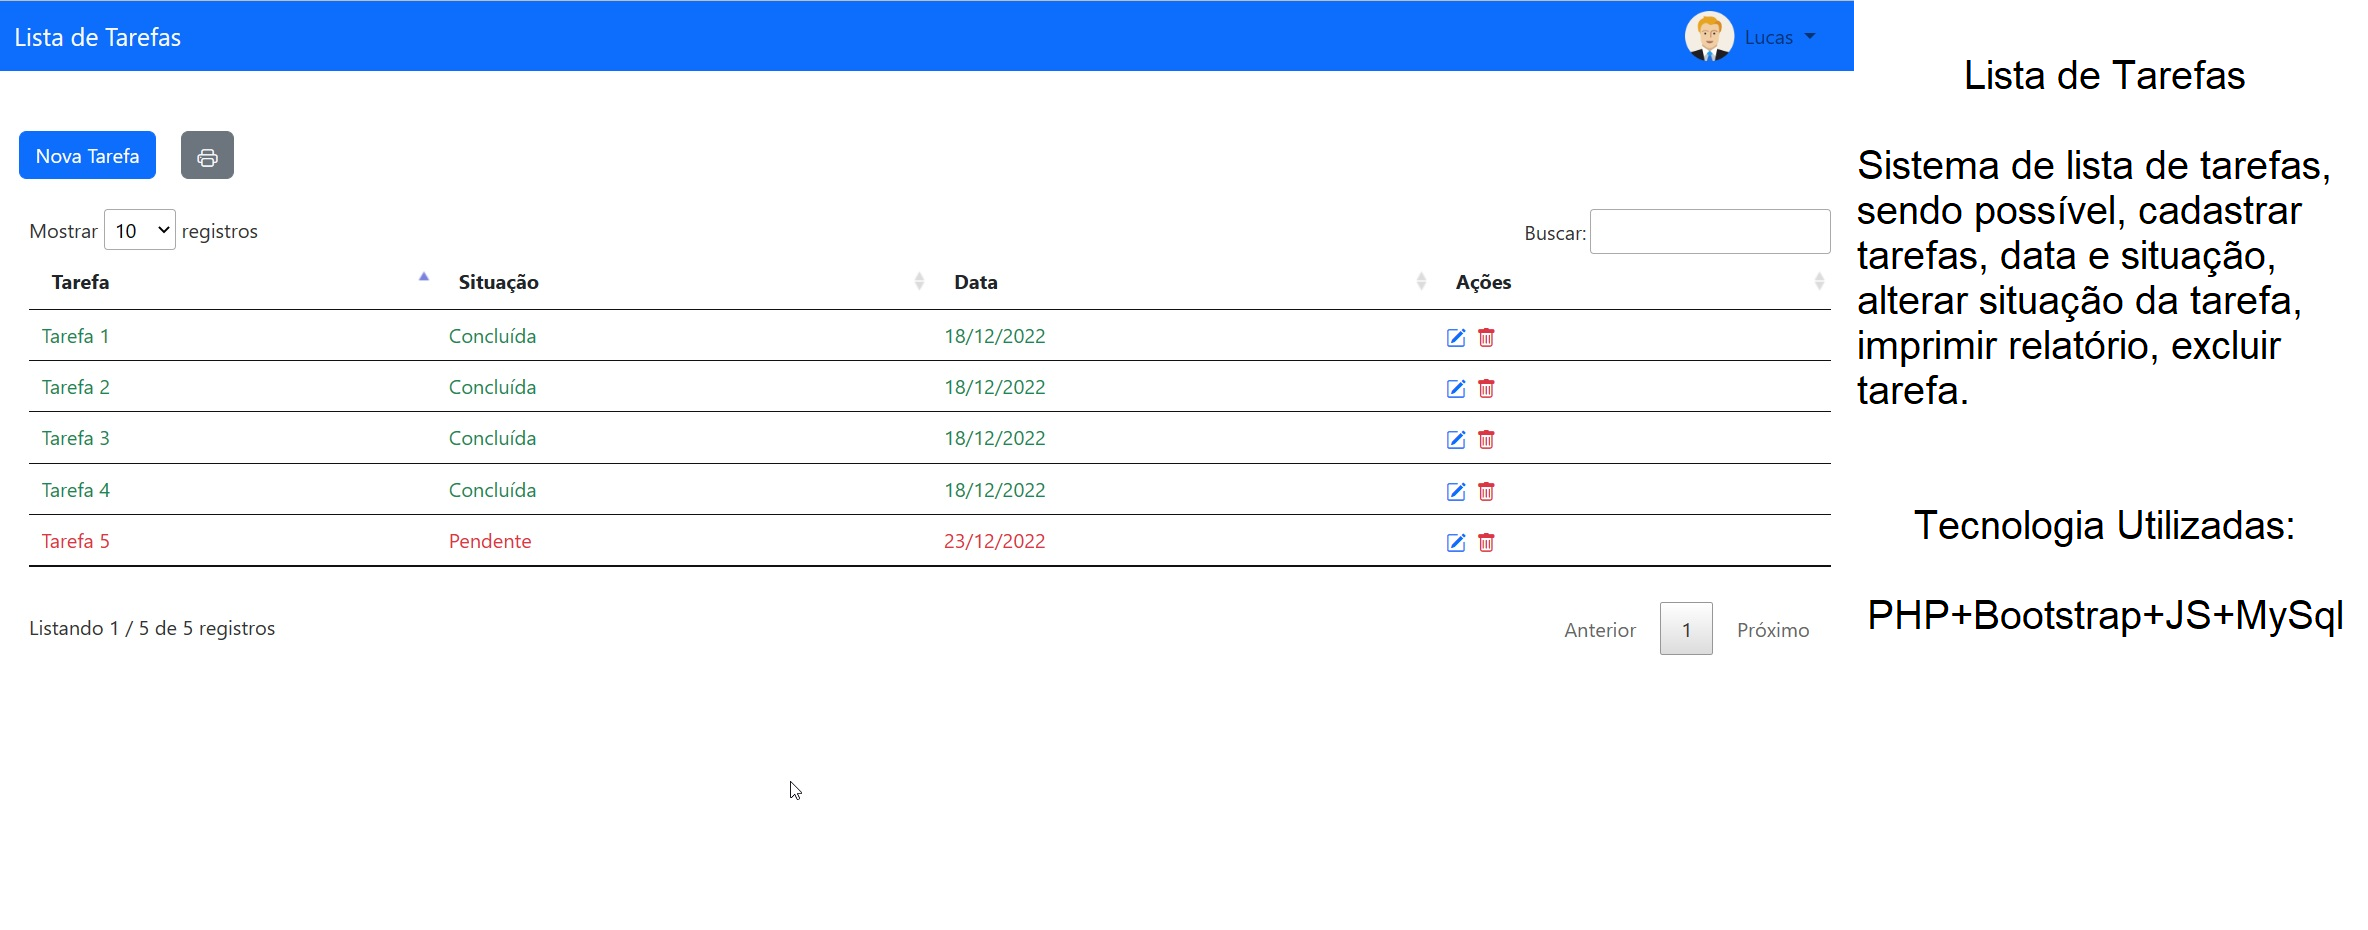 Lista de Tarefas
Lucas
Nova Tarefa
Mostrar 10 registros
Buscar:
Tarefa Situação Data Ações
Tarefa 1 Concluída 18/12/2022
Tarefa 2 Concluída 18/12/2022
Tarefa 3 Concluída 18/12/2022
Tarefa 4 Concluída 18/12/2022
Tarefa 5 Pendente 23/12/2022
Listando 1 / 5 de 5 registros
Anterior 1 Próximo
Lista de Tarefas
Sistema de lista de tarefas,
sendo possível, cadastrar
tarefas, data e situação,
alterar situação da tarefa,
imprimir relatório, excluir
tarefa.
Tecnologia Utilizadas:
PHP+Bootstrap+JS+MySql